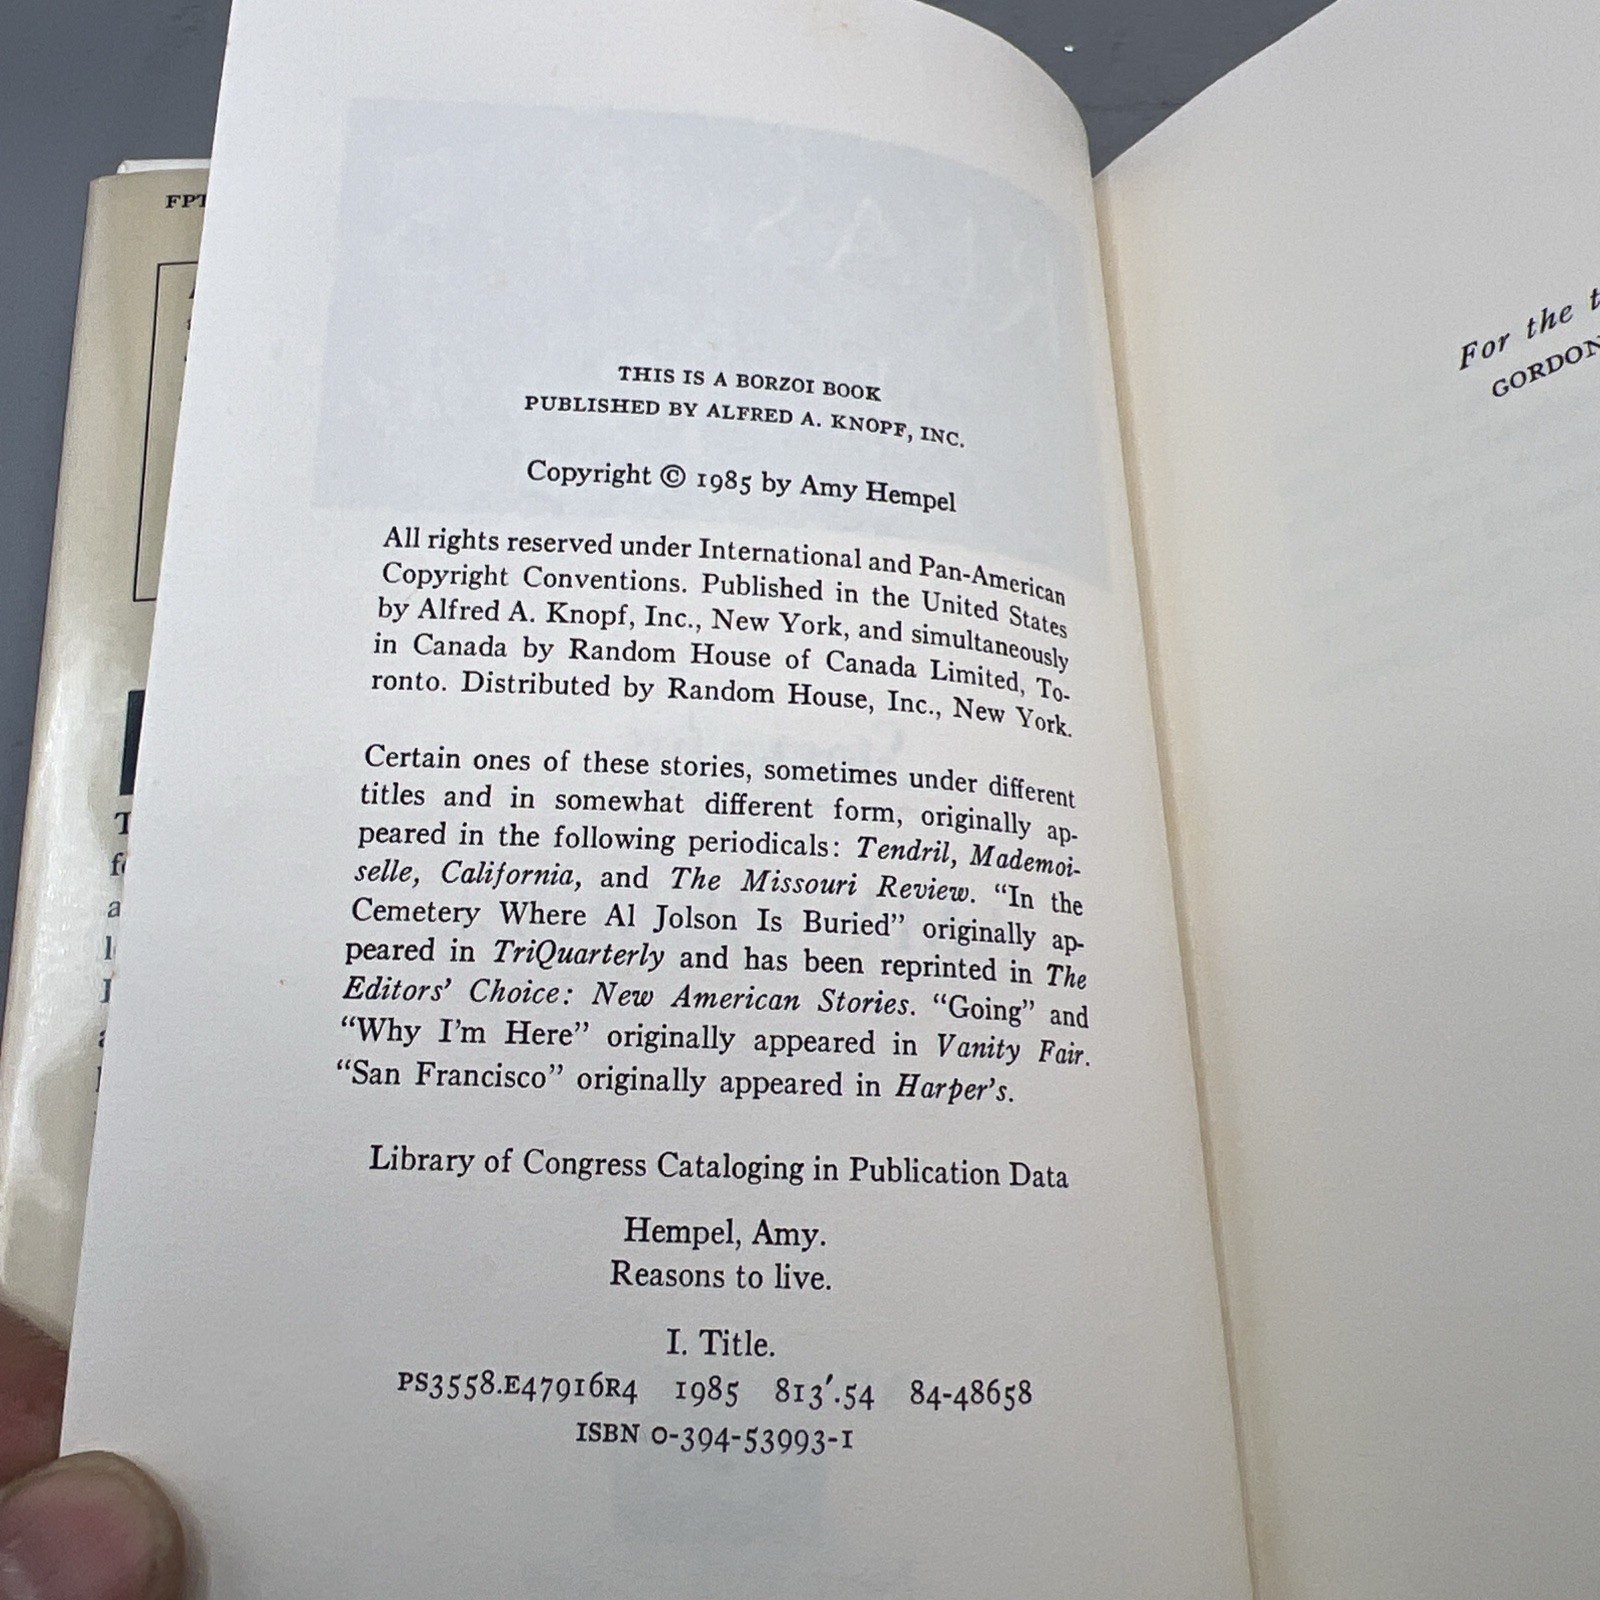 FPT
THIS IS A BORZOI BOOK
PUBLISHED BY ALFRED A. KNOPF, INC.
Copyright © 1985 by Amy Hempel
All rights reserved under International and Pan-American
Copyright Conventions. Published in the United States
by Alfred A. Knopf, Inc., New York, and simultaneously
in Canada by Random House of Canada Limited, To-
ronto. Distributed by Random House, Inc., New York.
Certain ones of these stories, sometimes under different
titles and in somewhat different form, originally ap-
peared in the following periodicals: Tendril, Mademoi-
selle, California, and The Missouri Review. “In the
Cemetery Where Al Jolson Is Buried” originally ap-
peared in TriQuarterly and has been reprinted in The
Editors’ Choice: New American Stories. “Going” and
“Why I’m Here” originally appeared in Vanity Fair.
“San Francisco” originally appeared in Harper’s.
Library of Congress Cataloging in Publication Data
Hempel, Amy.
Reasons to live.
I. Title.
PS3558.E47916R4 1985 813′.54 84-48658
ISBN 0-394-53993-1
For the t
GORDON